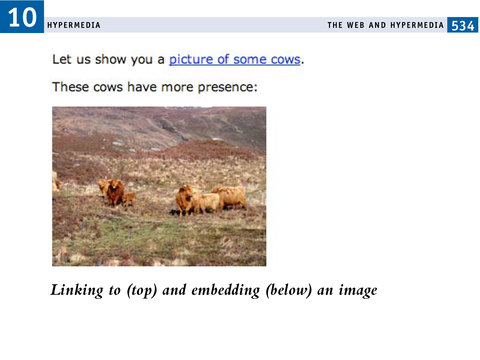 10
HYPERMEDIA
THE WEB AND HYPERMEDIA 534
Let us show you a picture of some cows.
These cows have more presence:
Linking to (top) and embedding (below) an image